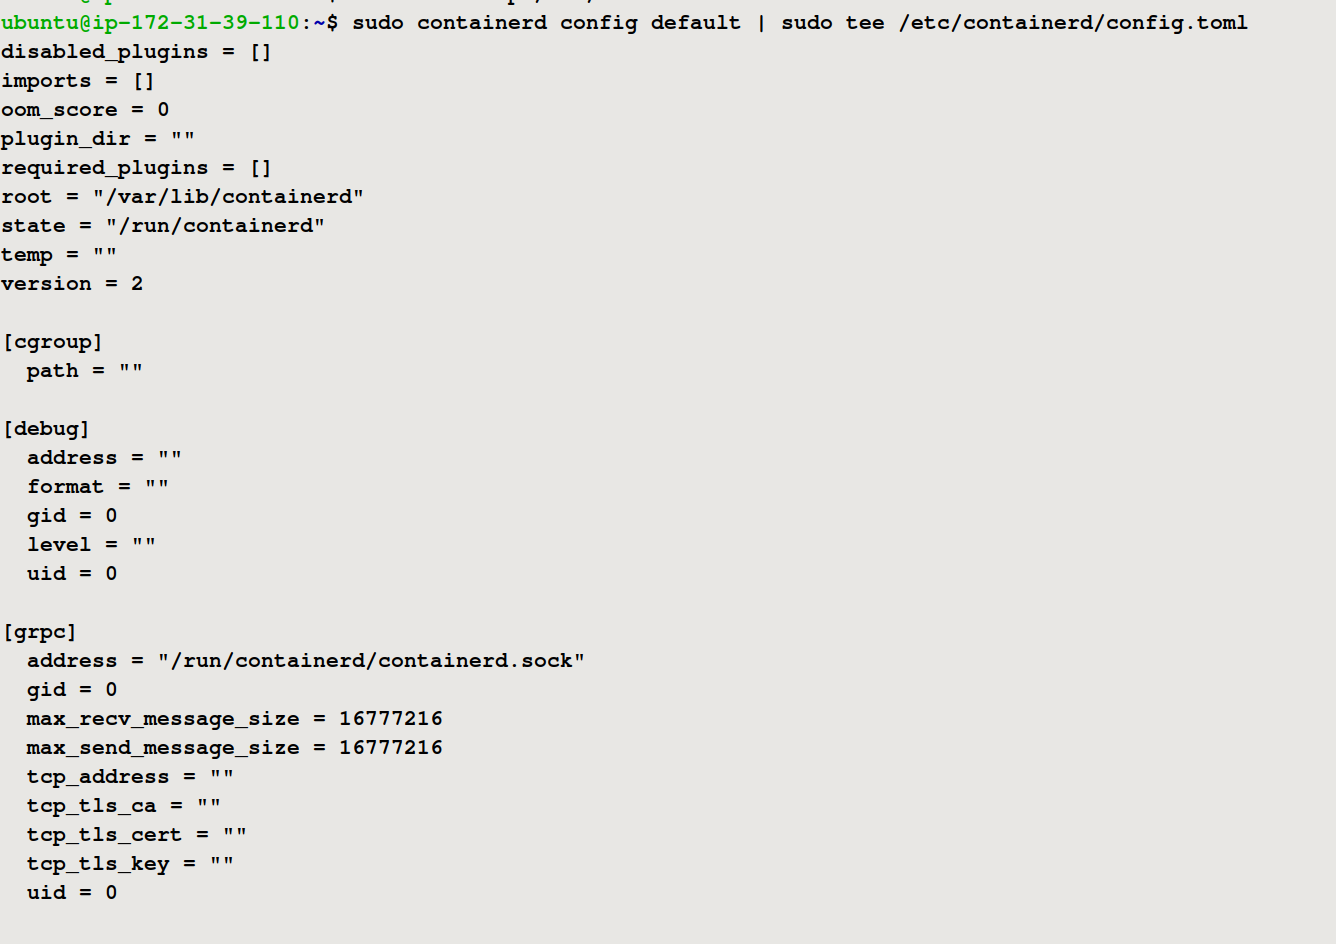 ubuntu@ip-172-31-39-110:~$ sudo containerd config default | sudo tee /etc/containerd/config.toml
disabled_plugins = []
imports = []
oom_score = 0
plugin_dir = ""
required_plugins = []
root = "/var/lib/containerd"
state = "/run/containerd"
temp = ""
version = 2

[cgroup]
  path = ""

[debug]
  address = ""
  format = ""
  gid = 0
  level = ""
  uid = 0

[grpc]
  address = "/run/containerd/containerd.sock"
  gid = 0
  max_recv_message_size = 16777216
  max_send_message_size = 16777216
  tcp_address = ""
  tcp_tls_ca = ""
  tcp_tls_cert = ""
  tcp_tls_key = ""
  uid = 0